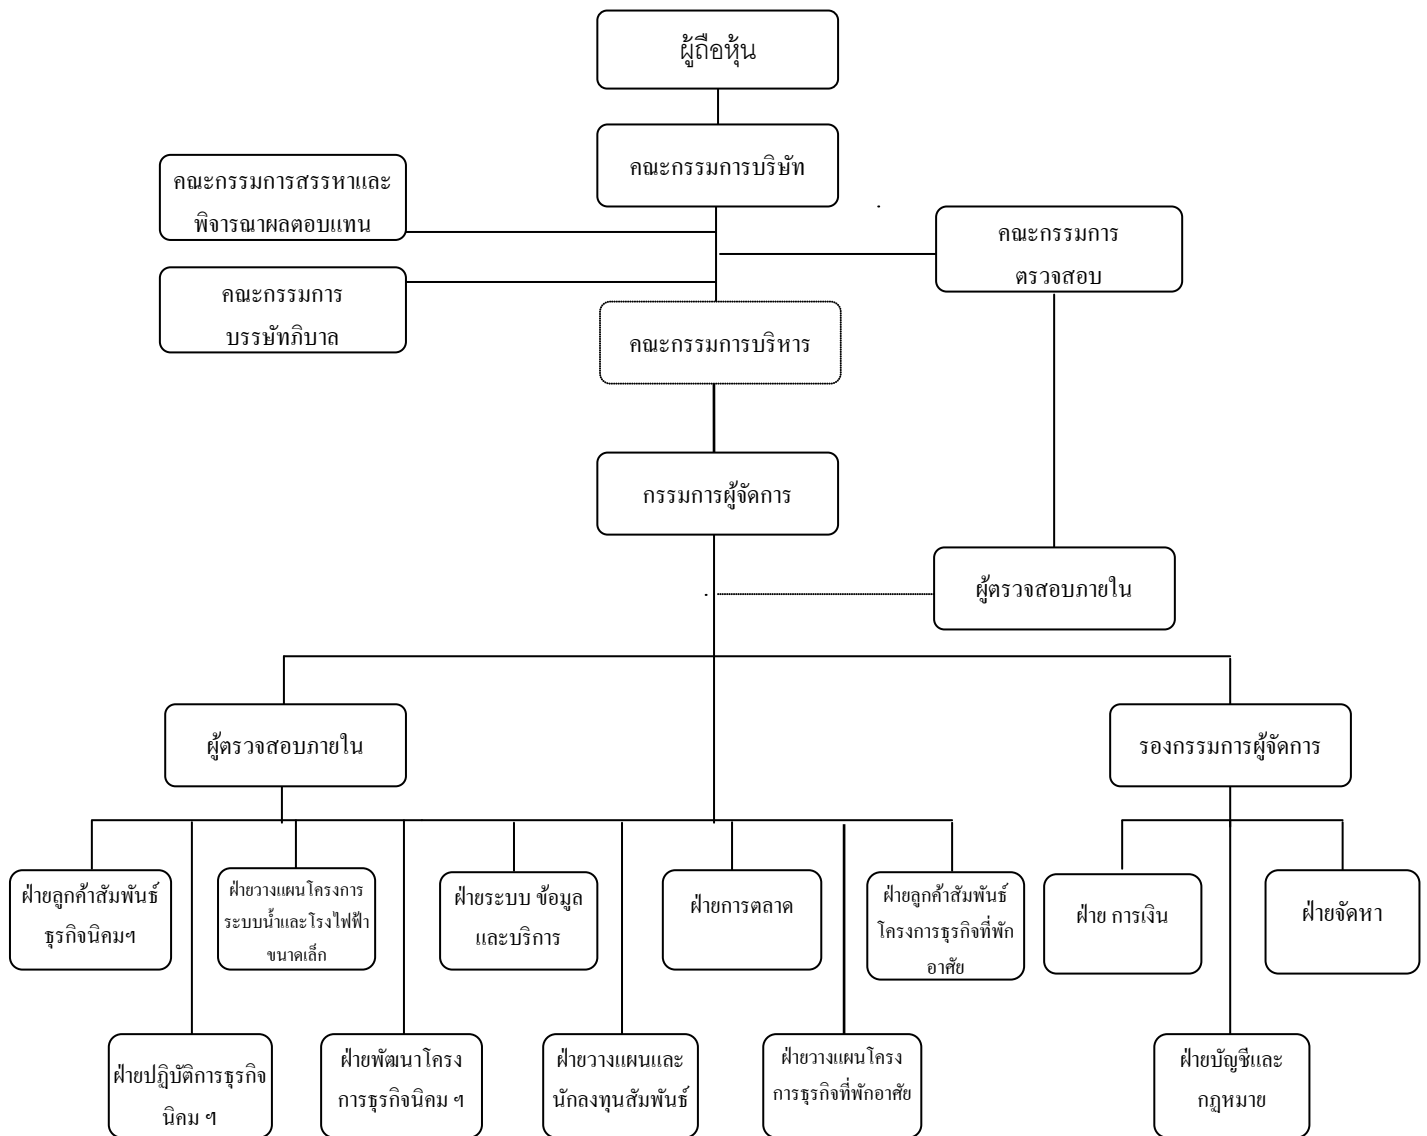 ผู้ถือหุ้น
คณะกรรมการบริษัท
คณะกรรมการสรรหาและ
พิจารณาผลตอบแทน
คณะกรรมการ
ตรวจสอบ
คณะกรรมการ
บรรษัทภิบาล
คณะกรรมการบริหาร
กรรมการผู้จัดการ
ผู้ตรวจสอบภายใน
ผู้ตรวจสอบภายใน
รองกรรมการผู้จัดการ
ฝ่ายลูกค้าสัมพันธ์
ธุรกิจนิคมฯ
ฝ่ายวางแผนโครงการ
ระบบน้ำและโรงไฟฟ้า
ขนาดเล็ก
ฝ่ายระบบ ข้อมูล
และบริการ
ฝ่ายการตลาด
ฝ่ายลูกค้าสัมพันธ์
โครงการธุรกิจที่พัก
อาศัย
ฝ่าย การเงิน
ฝ่ายจัดหา
ฝ่ายปฏิบัติการธุรกิจ
นิคม ฯ
ฝ่ายพัฒนาโครง
การธุรกิจนิคม ฯ
ฝ่ายวางแผนและ
นักลงทุนสัมพันธ์
ฝ่ายวางแผนโครง
การธุรกิจที่พักอาศัย
ฝ่ายบัญชีและ
กฎหมาย